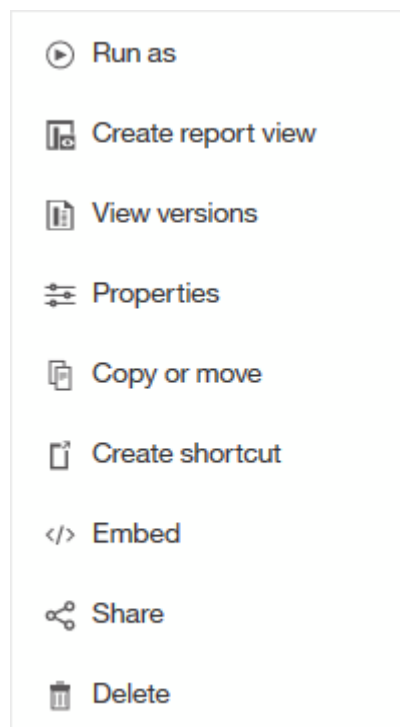 Run as
Create report view
View versions
Properties
Copy or move
Create shortcut
Embed
Share
Delete